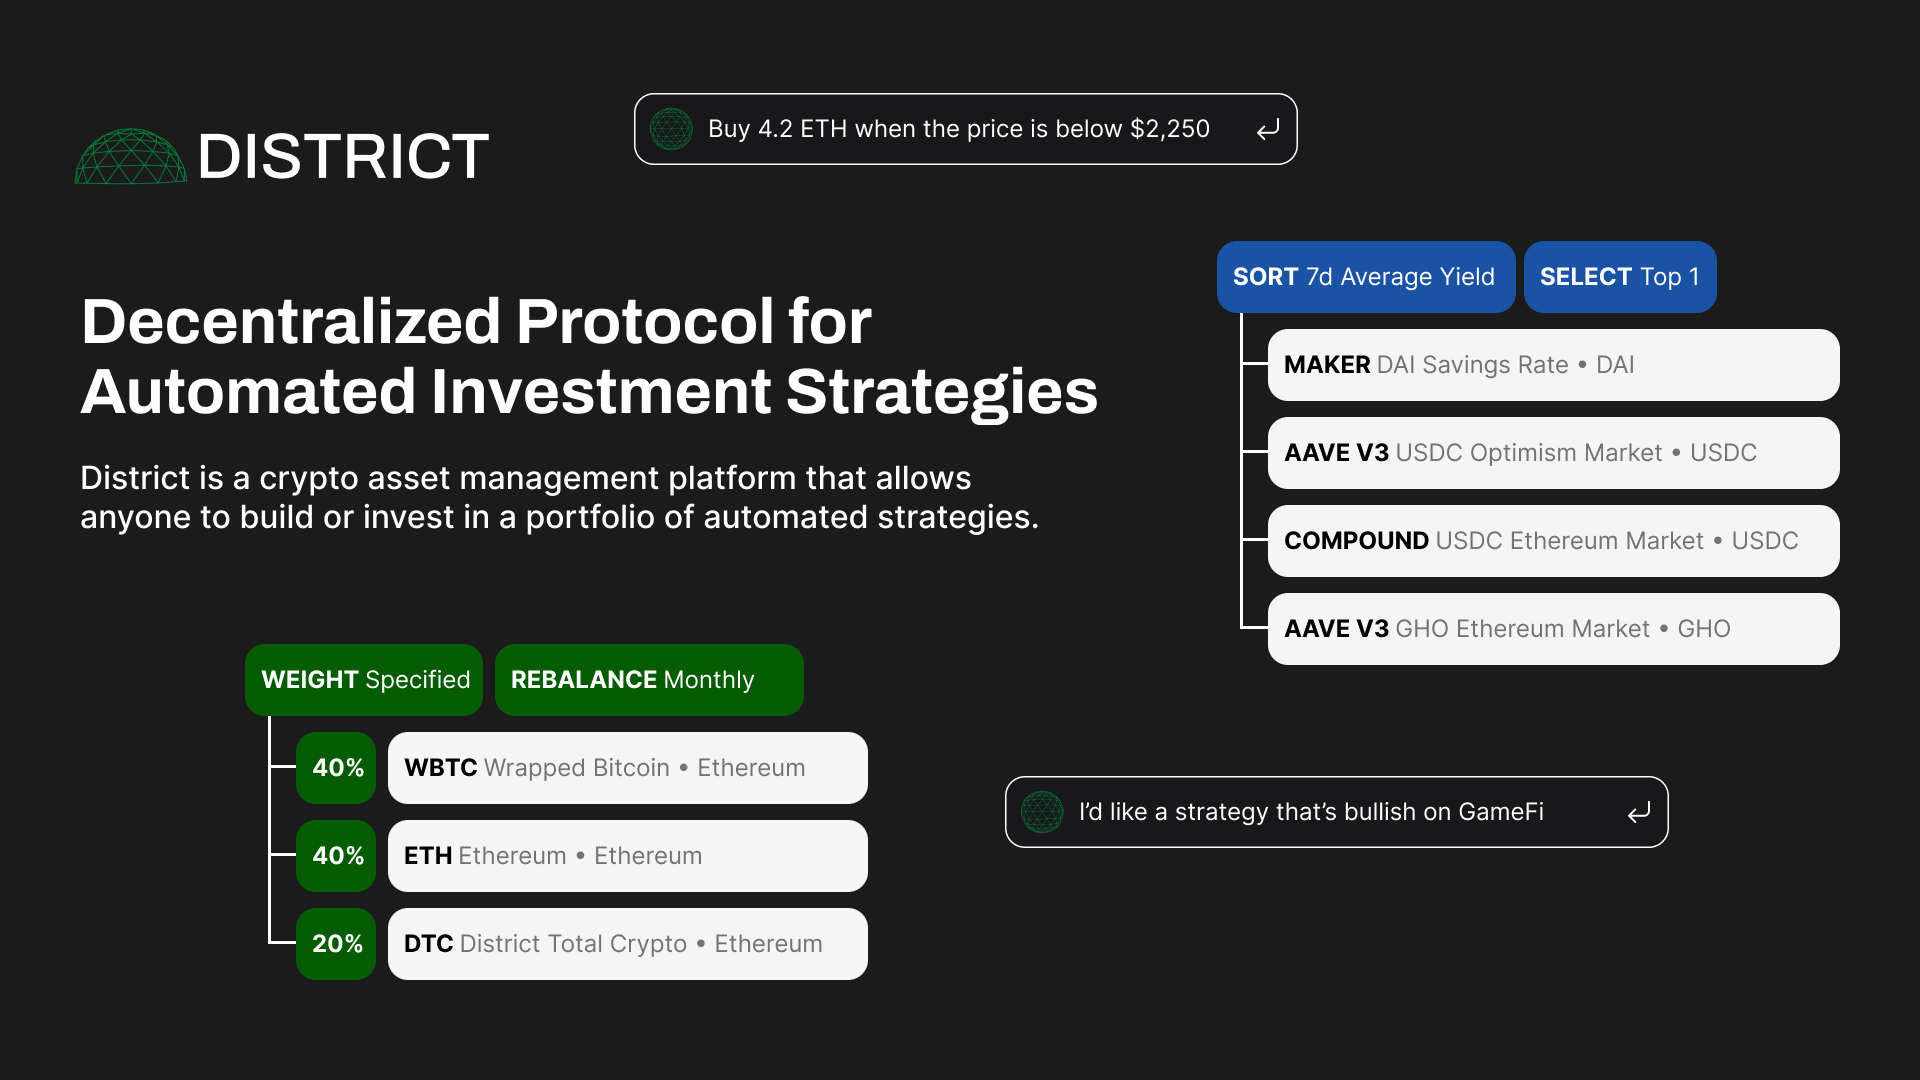 DISTRICT
Buy 4.2 ETH when the price is below $2,250
Decentralized Protocol for
Automated Investment Strategies
District is a crypto asset management platform that allows
anyone to build or invest in a portfolio of automated strategies.
SORT 7d Average Yield SELECT Top 1
MAKER DAI Savings Rate • DAI
AAVE V3 USDC Optimism Market • USDC
COMPOUND USDC Ethereum Market • USDC
AAVE V3 GHO Ethereum Market • GHO
WEIGHT Specified REBALANCE Monthly
40% WBTC Wrapped Bitcoin • Ethereum
40% ETH Ethereum • Ethereum
20% DTC District Total Crypto • Ethereum
I’d like a strategy that’s bullish on GameFi